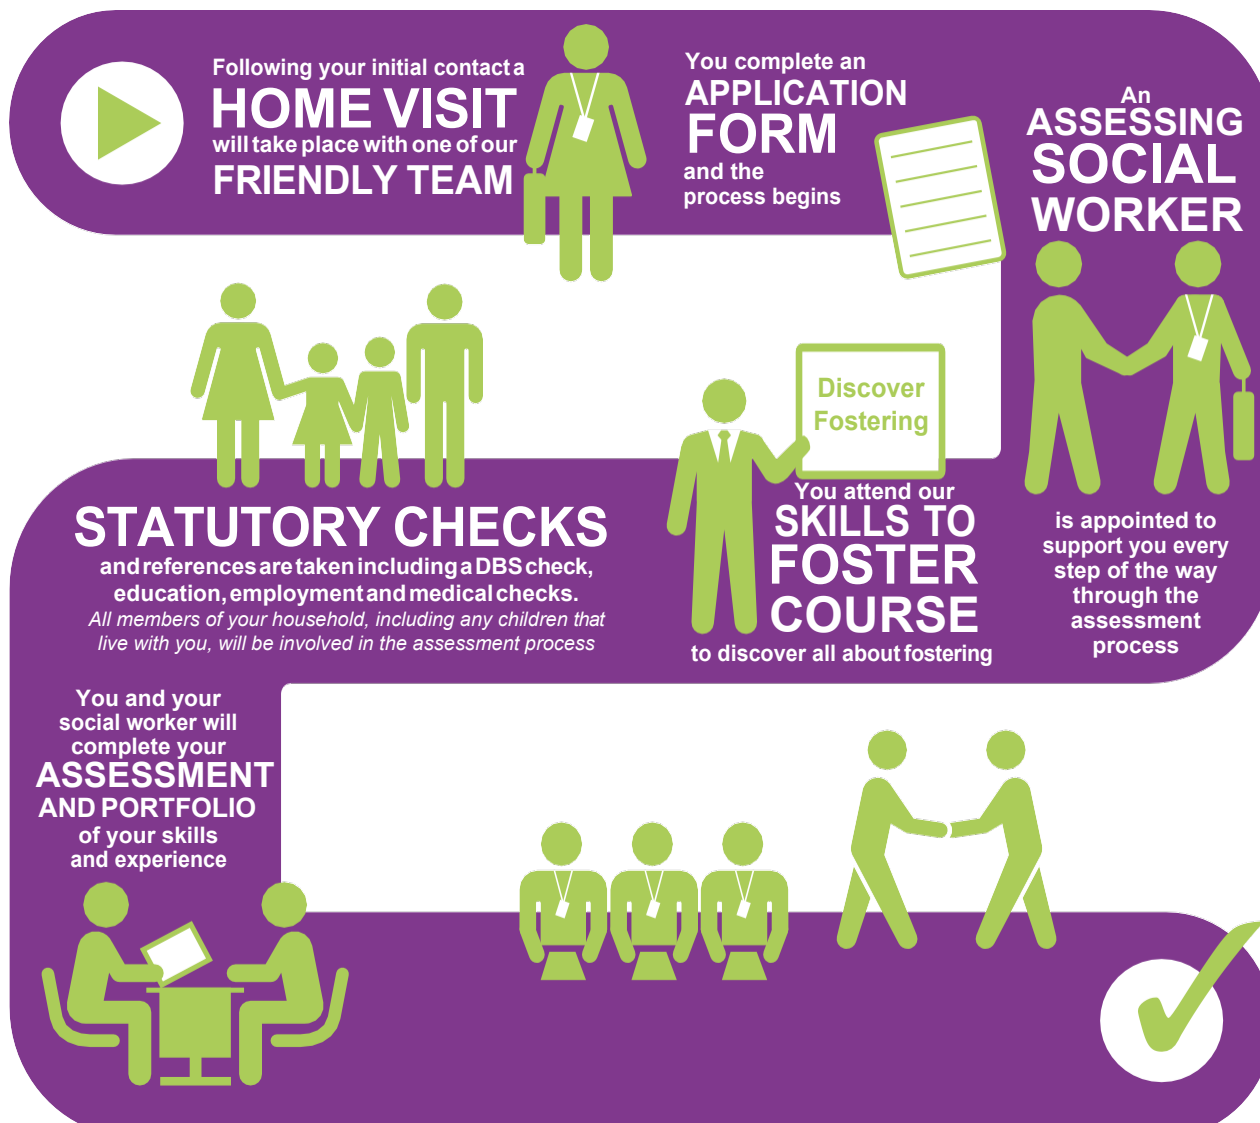 Following your initial contact a
HOME VISIT
will take place with one of our
FRIENDLY TEAM
You complete an
APPLICATION
FORM
and the
process begins
An
ASSESSING
SOCIAL
WORKER
is appointed to
support you every
step of the way
through the
assessment
process
Discover
Fostering
You attend our
SKILLS TO
FOSTER
COURSE
to discover all about fostering
STATUTORY CHECKS
and references are taken including a DBS check,
education, employment and medical checks.
All members of your household, including any children that
live with you, will be involved in the assessment process
You and your
social worker will
complete your
ASSESSMENT
AND PORTFOLIO
of your skills
and experience